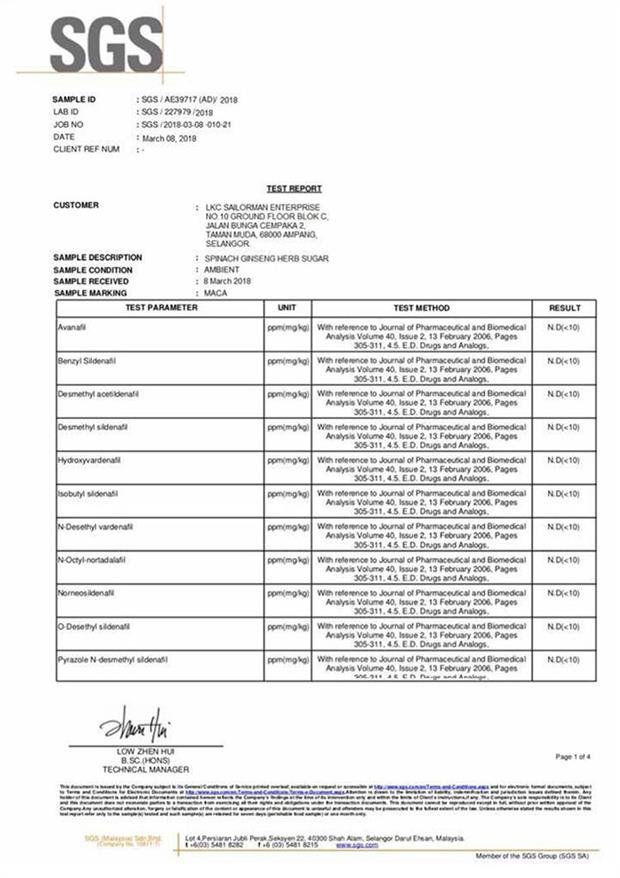 SGS
SAMPLE ID : SGS / AE39717 (AD)/ 2018
LAB ID : SGS / 227979 / 2018
JOB NO : SGS / 2018-03-08 -010-21
DATE : March 08, 2018
CLIENT REF NUM : -
TEST REPORT
CUSTOMER : LKC SAILORMAN ENTERPRISE
NO.10 GROUND FLOOR BLOK C,
JALAN BUNGA CEMPAKA 2,
TAMAN MUDA, 68000 AMPANG,
SELANGOR.
SAMPLE DESCRIPTION : SPINACH GINSENG HERB SUGAR
SAMPLE CONDITION : AMBIENT
SAMPLE RECEIVED : 8 March 2018
SAMPLE MARKING : MACA
TEST PARAMETER UNIT TEST METHOD RESULT
Avanafil ppm(mg/kg) With reference to Journal of Pharmaceutical and Biomedical N.D(<10)
Analysis Volume 40, Issue 2, 13 February 2006, Pages
305-311, 4.5. E.D. Drugs and Analogs.
Benzyl Sildenafil ppm(mg/kg) With reference to Journal of Pharmaceutical and Biomedical N.D(<10)
Analysis Volume 40, Issue 2, 13 February 2006, Pages
305-311, 4.5. E.D. Drugs and Analogs.
Desmethyl acetildenafil ppm(mg/kg) With reference to Journal of Pharmaceutical and Biomedical N.D(<10)
Analysis Volume 40, Issue 2, 13 February 2006, Pages
305-311, 4.5. E.D. Drugs and Analogs.
Desmethyl sildenafil ppm(mg/kg) With reference to Journal of Pharmaceutical and Biomedical N.D(<10)
Analysis Volume 40, Issue 2, 13 February 2006, Pages
305-311, 4.5. E.D. Drugs and Analogs.
Hydroxyvardenafil ppm(mg/kg) With reference to Journal of Pharmaceutical and Biomedical N.D(<10)
Analysis Volume 40, Issue 2, 13 February 2006, Pages
305-311, 4.5. E.D. Drugs and Analogs.
Isobutyl sildenafil ppm(mg/kg) With reference to Journal of Pharmaceutical and Biomedical N.D(<10)
Analysis Volume 40, Issue 2, 13 February 2006, Pages
305-311, 4.5. E.D. Drugs and Analogs.
N-Desethyl vardenafil ppm(mg/kg) With reference to Journal of Pharmaceutical and Biomedical N.D(<10)
Analysis Volume 40, Issue 2, 13 February 2006, Pages
305-311, 4.5. E.D. Drugs and Analogs.
N-Octyl-nortadalafil ppm(mg/kg) With reference to Journal of Pharmaceutical and Biomedical N.D(<10)
Analysis Volume 40, Issue 2, 13 February 2006, Pages
305-311, 4.5. E.D. Drugs and Analogs.
Norneosildenafil ppm(mg/kg) With reference to Journal of Pharmaceutical and Biomedical N.D(<10)
Analysis Volume 40, Issue 2, 13 February 2006, Pages
305-311, 4.5. E.D. Drugs and Analogs.
O-Desethyl sildenafil ppm(mg/kg) With reference to Journal of Pharmaceutical and Biomedical N.D(<10)
Analysis Volume 40, Issue 2, 13 February 2006, Pages
305-311, 4.5. E.D. Drugs and Analogs.
Pyrazole N-desmethyl sildenafil ppm(mg/kg) With reference to Journal of Pharmaceutical and Biomedical N.D(<10)
Analysis Volume 40, Issue 2, 13 February 2006, Pages
305-311, 4.5. E.D. Drugs and Analogs.
LOW ZHEN HUI
B.SC.(HONS)
TECHNICAL MANAGER
Page 1 of 4
SGS (Malaysia) Sdn.Bhd. Lot 4,Persiaran Jubli Perak,Seksyen 22, 40300 Shah Alam, Selangor Darul Ehsan, Malaysia.
t +6(03) 5481 8282 f +6 (03) 5481 8215 www.sgs.com
Member of the SGS Group (SGS SA)